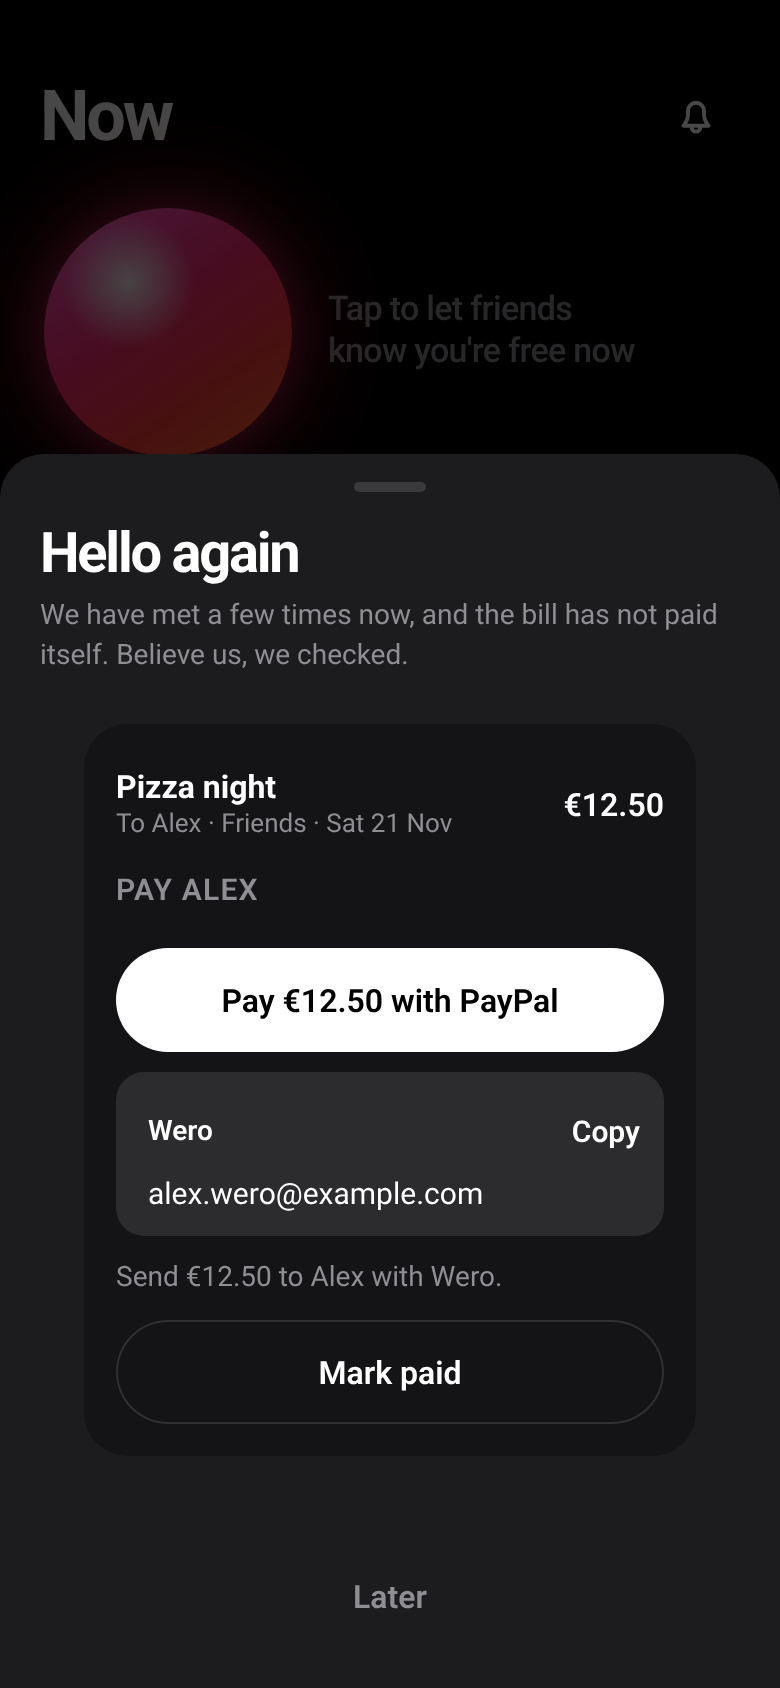 Now
Tap to let friends
know you're free now
Hello again
We have met a few times now, and the bill has not paid
itself. Believe us, we checked.
Pizza night
To Alex · Friends · Sat 21 Nov
€12.50
PAY ALEX
Pay €12.50 with PayPal
Wero
Copy
alex.wero@example.com
Send €12.50 to Alex with Wero.
Mark paid
Later